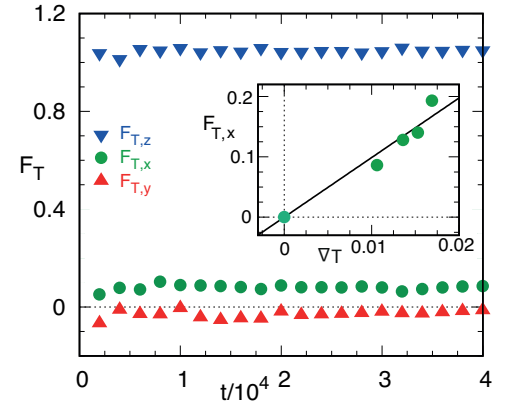 1.2
0.8
0.4
0
F_T
F_T,z
F_T,x
F_T,y
0.2
0.1
0
F_T,x
0 0.01 0.02
∇T
0 1 2 3 4
t/10^4